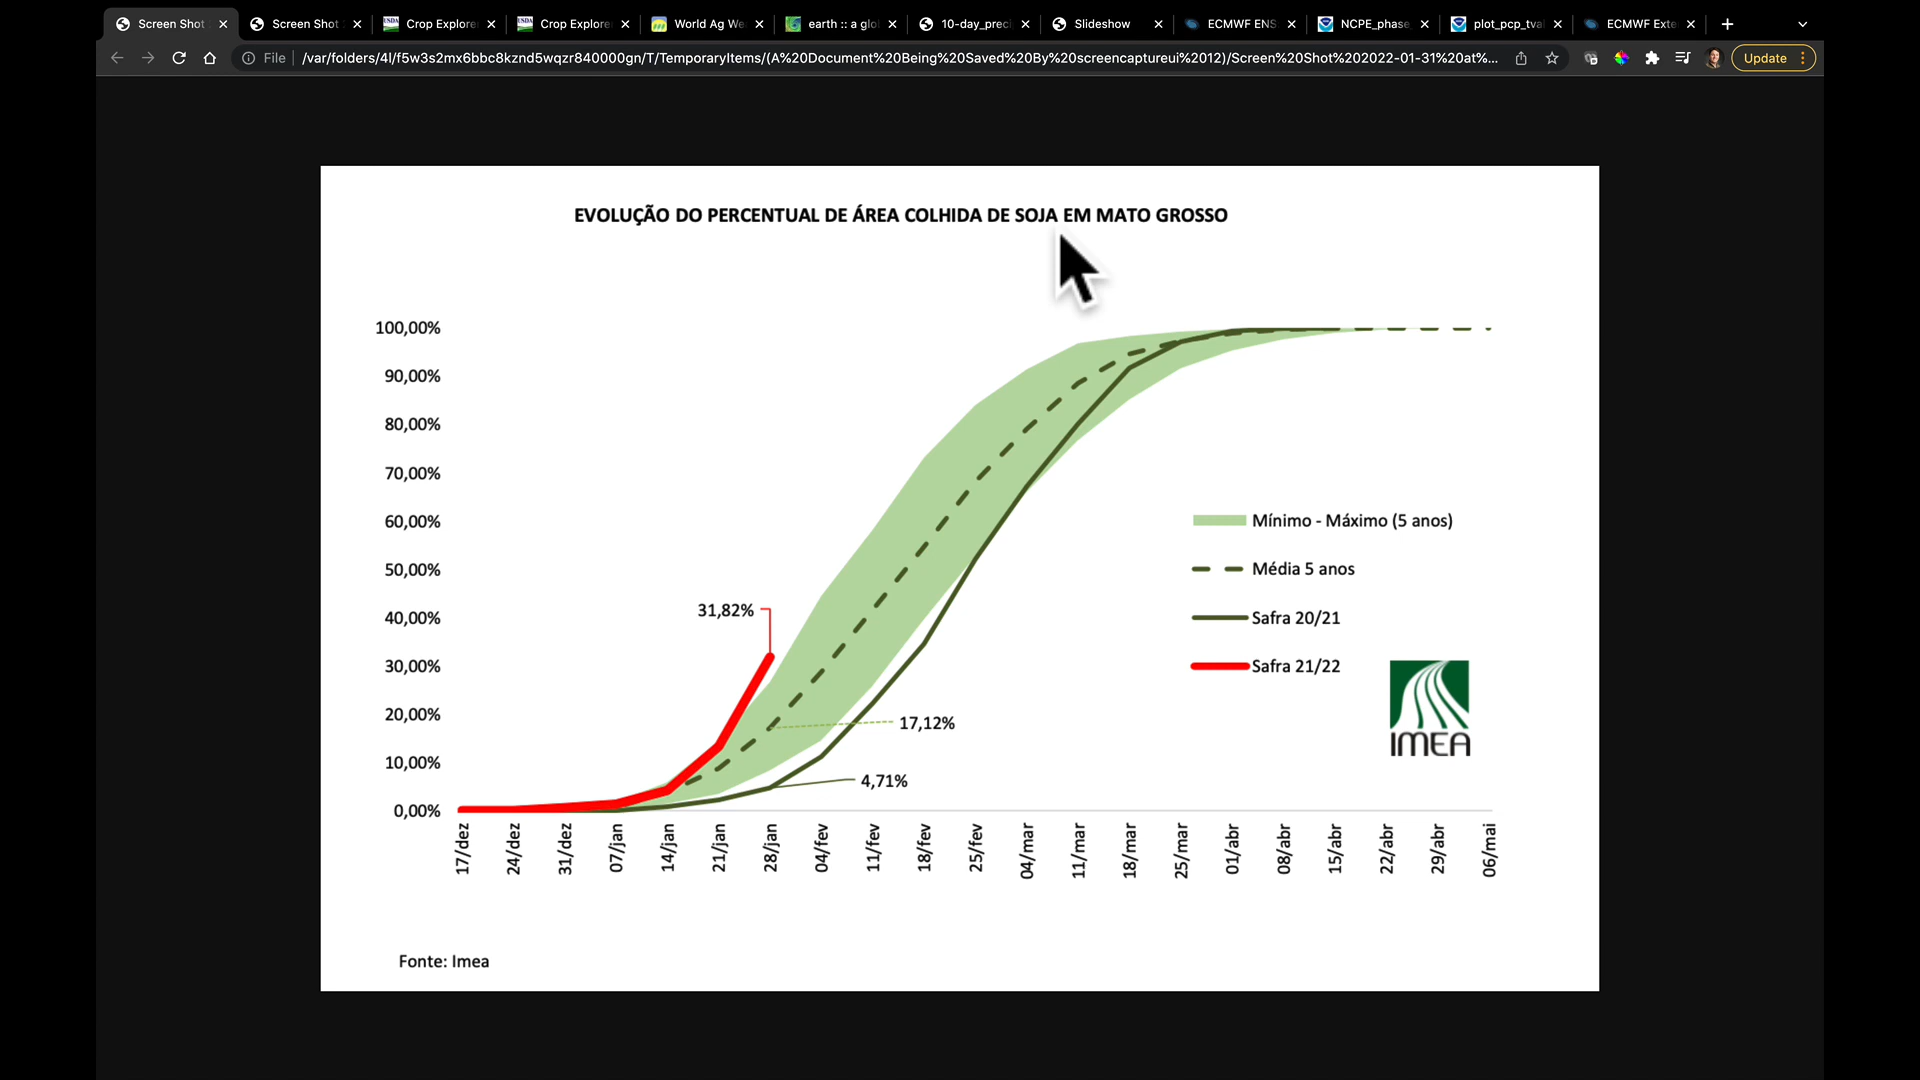 Screen Shot
Screen Shot
Crop Explore
Crop Explore
World Ag We
earth :: a glo
10-day_preci
Slideshow
ECMWF ENS
NCPE_phase
plot_pcp_tva
ECMWF Exte
File
/var/folders/4l/f5w3s2mx6bbc8kznd5wqzr840000gn/T/TemporaryItems/(A%20Document%20Being%20Saved%20By%20screencaptureui%2012)/Screen%20Shot%202022-01-31%20at%...
Update
EVOLUÇÃO DO PERCENTUAL DE ÁREA COLHIDA DE SOJA EM MATO GROSSO
100,00%
90,00%
80,00%
70,00%
60,00%
50,00%
40,00%
30,00%
20,00%
10,00%
0,00%
31,82%
17,12%
4,71%
Mínimo - Máximo (5 anos)
Média 5 anos
Safra 20/21
Safra 21/22
IMEA
17/dez
24/dez
31/dez
07/jan
14/jan
21/jan
28/jan
04/fev
11/fev
18/fev
25/fev
04/mar
11/mar
18/mar
25/mar
01/abr
08/abr
15/abr
22/abr
29/abr
06/mai
Fonte: Imea